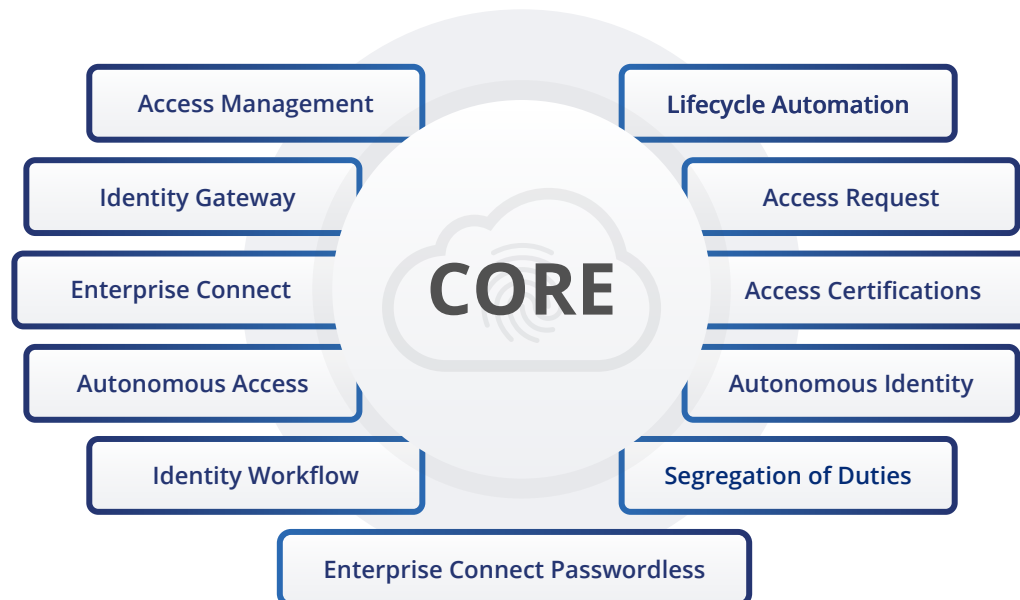 Access Management
Lifecycle Automation
Identity Gateway
Access Request
Enterprise Connect
CORE
Access Certifications
Autonomous Access
Autonomous Identity
Identity Workflow
Segregation of Duties
Enterprise Connect Passwordless